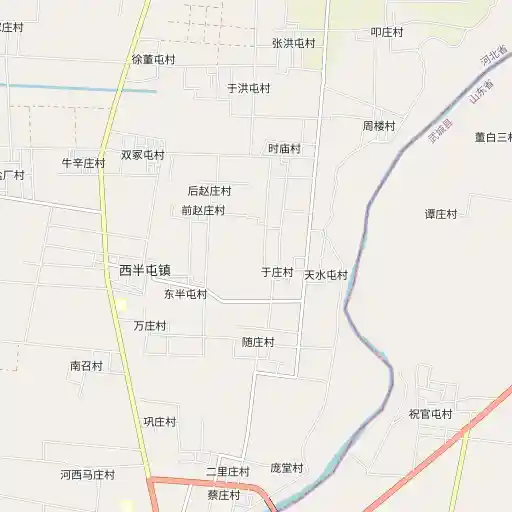 叩庄村
张洪屯村
河北省
徐董屯村
于洪屯村
山东省
周楼村
武城县
董白三村
时庙村
双冢屯村
牛辛庄村
厂村
后赵庄村
前赵庄村
谭庄村
西半屯镇
于庄村
天水屯村
东半屯村
万庄村
随庄村
南召村
祝官屯村
巩庄村
二里庄村
庞堂村
河西马庄村
蔡庄村